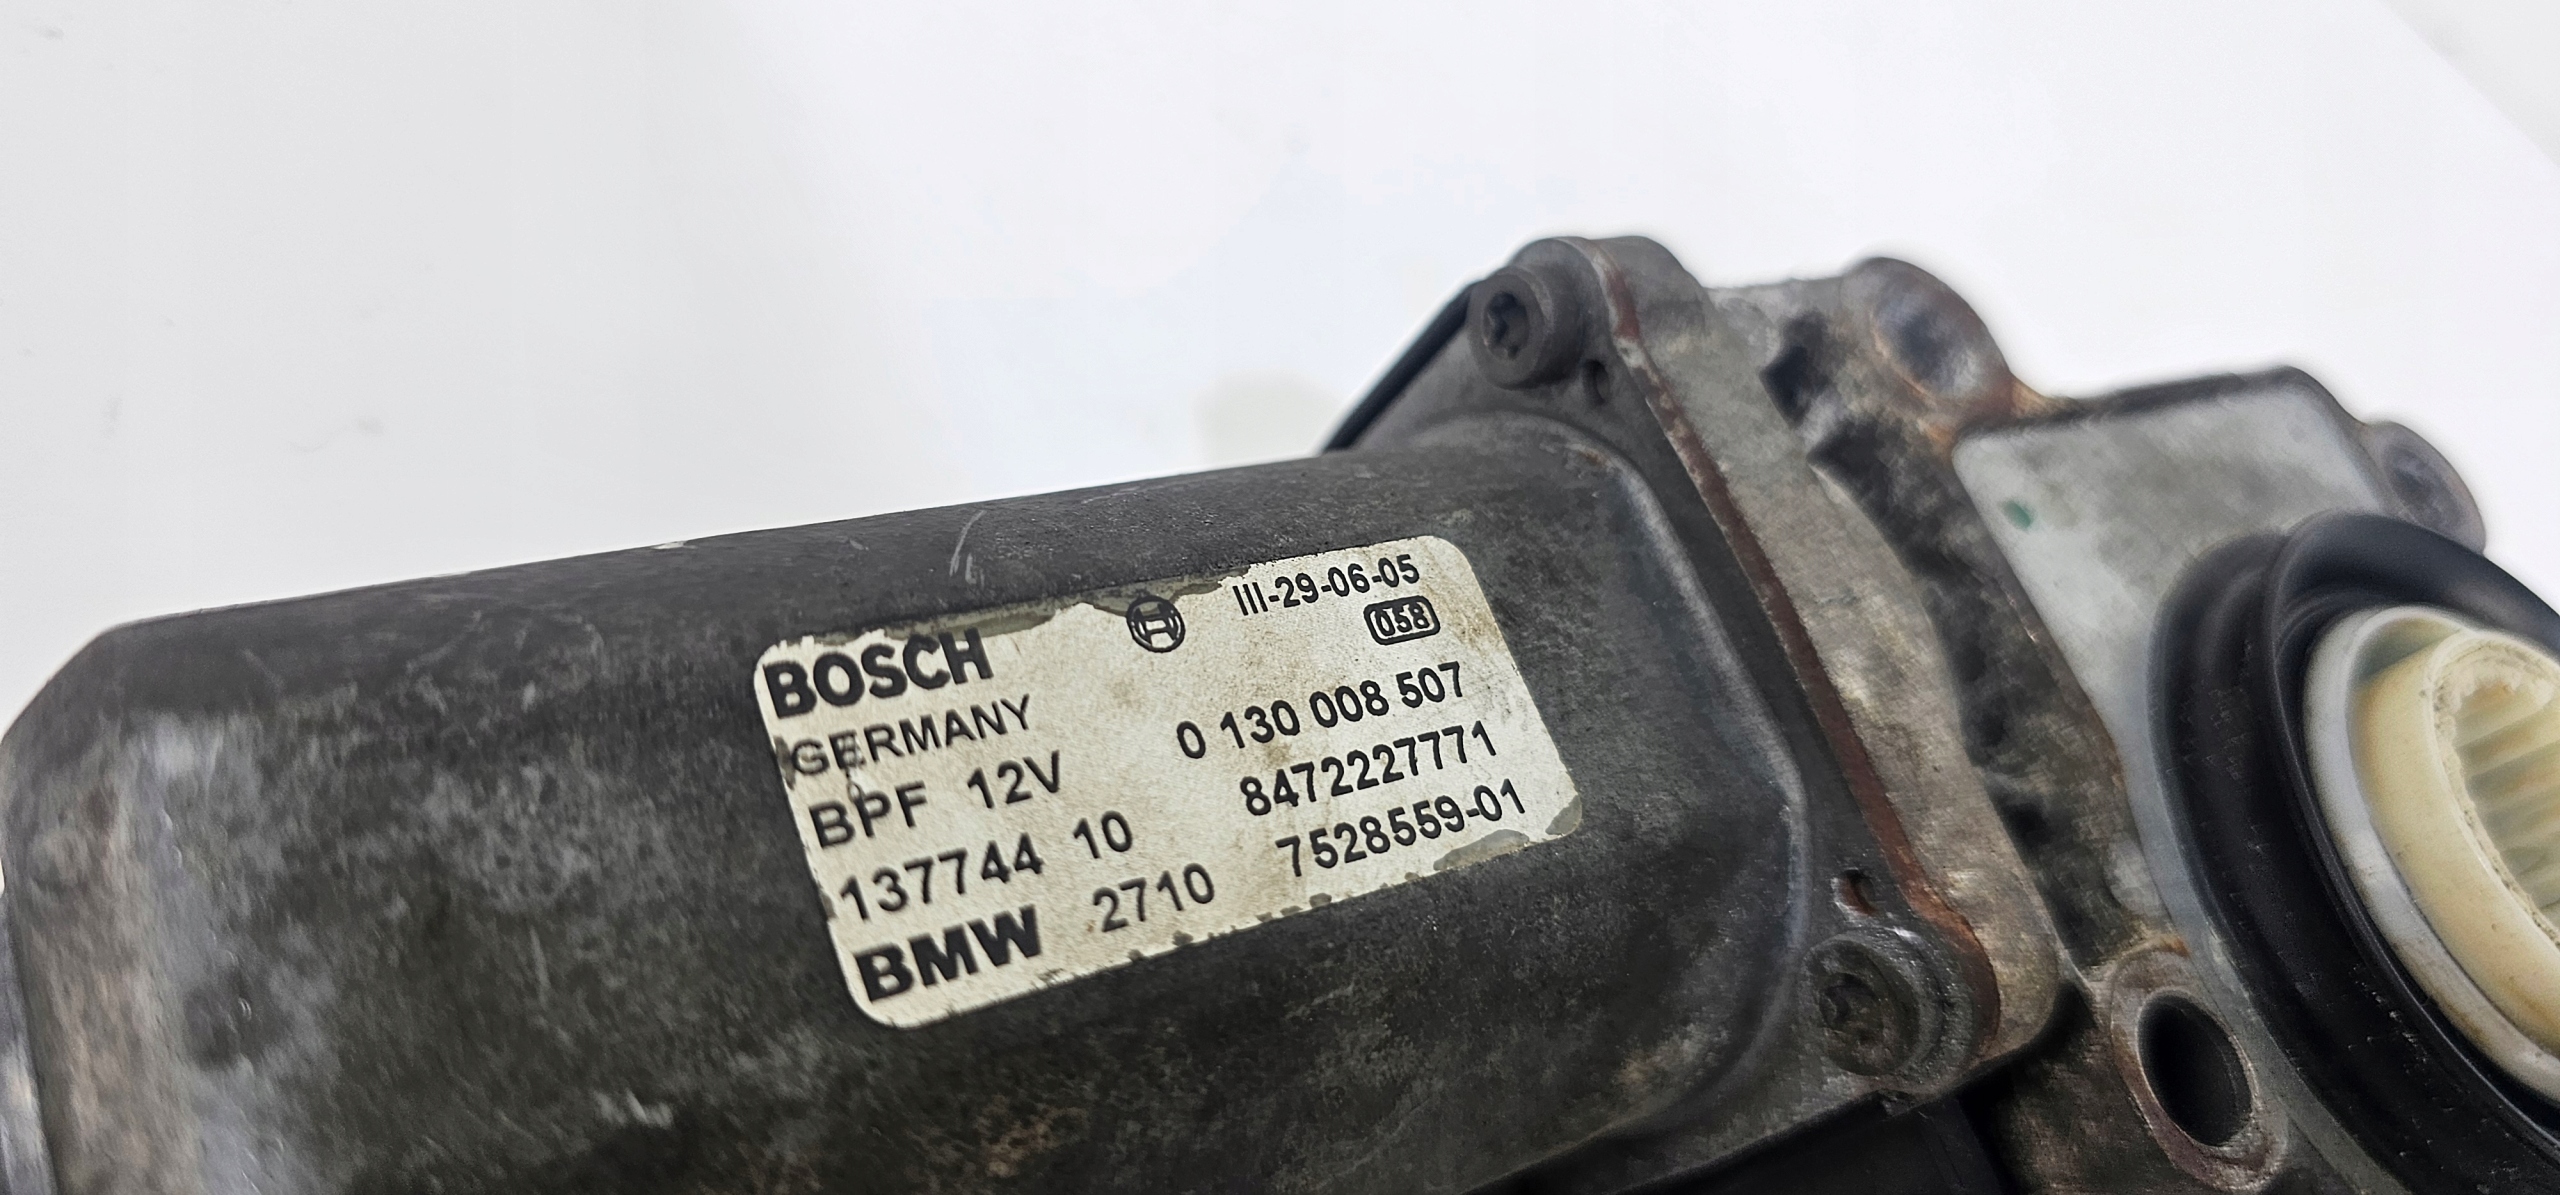 III-29-06-05
BOSCH 058
GERMANY 0 130 008 507
BPF 12V 8472227771
137744 10 7528559-01
BMW 2710